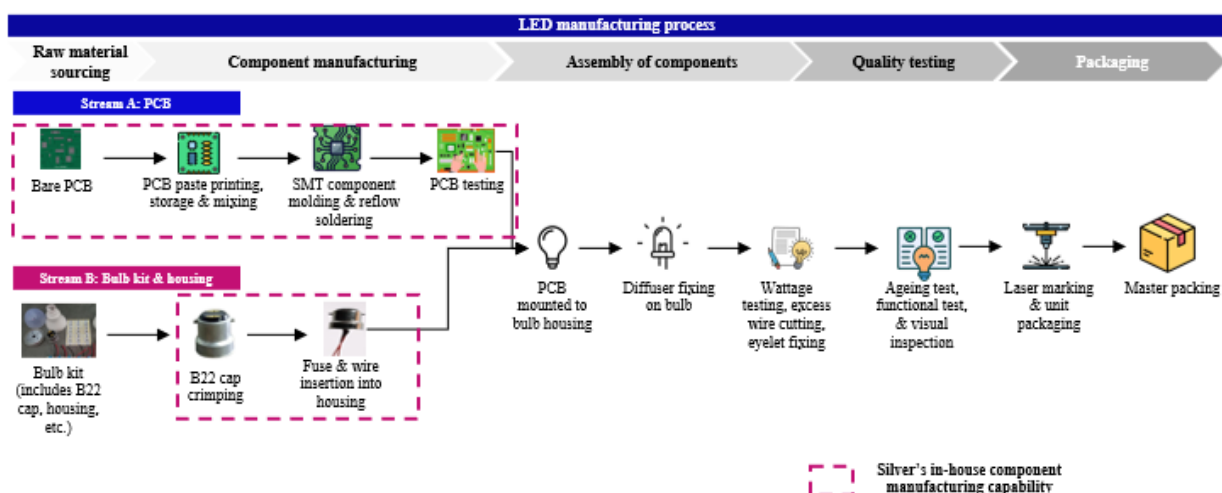 LED manufacturing process
Raw material
sourcing
Component manufacturing
Assembly of components
Quality testing
Packaging
Stream A: PCB
Bare PCB
PCB paste printing,
storage & mixing
SMT component
molding & reflow
soldering
PCB testing
Stream B: Bulb kit & housing
Bulb kit
(includes B22
cap, housing,
etc.)
B22 cap
crimping
Fuse & wire
insertion into
housing
PCB
mounted to
bulb housing
Diffuser fixing
on bulb
Wattage
testing, excess
wire cutting,
eyelet fixing
Ageing test,
functional test,
& visual
inspection
Laser marking
& unit
packaging
Master packing
Silver's in-house component
manufacturing capability